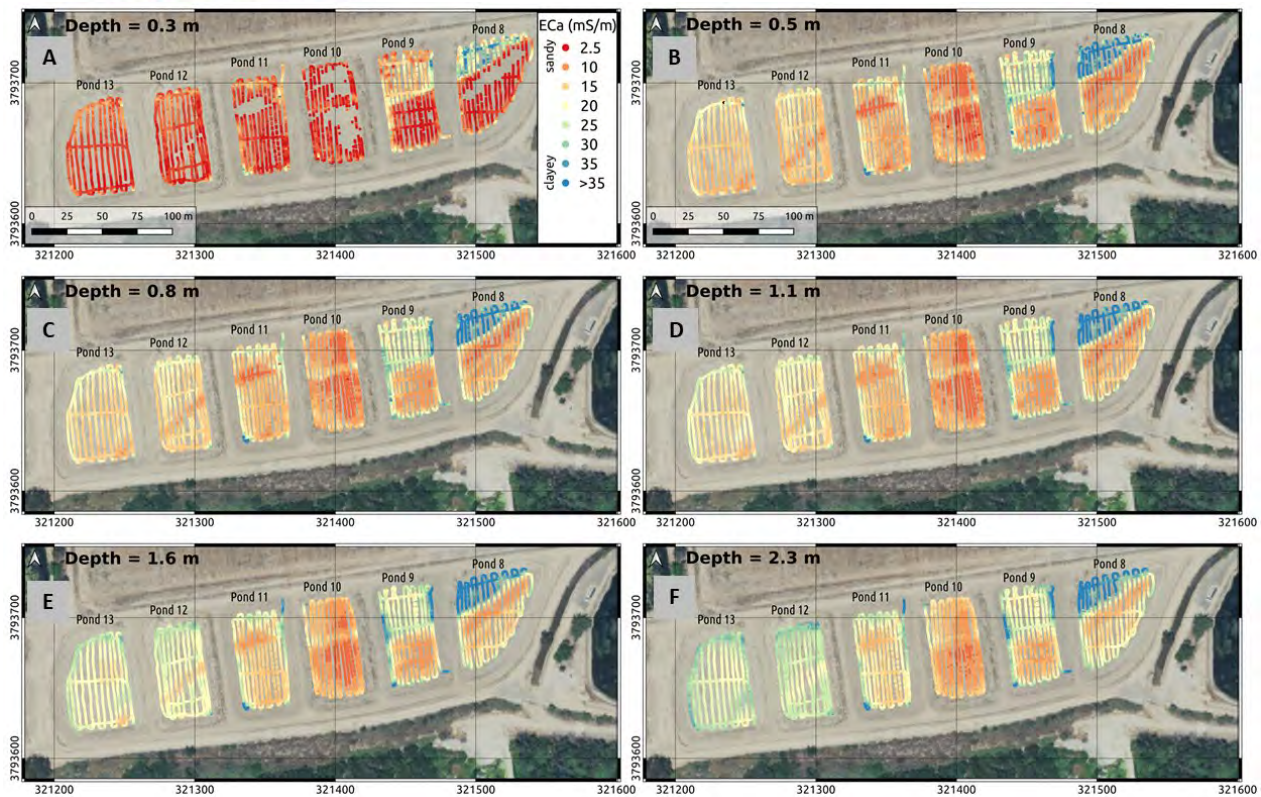 Depth = 0.3 m
A
Pond 13
Pond 12
Pond 11
Pond 10
Pond 9
Pond 8
ECa (mS/m)
sandy
clayey
2.5
10
15
20
25
30
35
>35
3793700
3793600
0 25 50 75 100 m
321200 321300 321400 321500 321600
Depth = 0.5 m
B
Pond 13
Pond 12
Pond 11
Pond 10
Pond 9
Pond 8
3793700
3793600
0 25 50 75 100 m
321200 321300 321400 321500 321600
Depth = 0.8 m
C
Pond 13
Pond 12
Pond 11
Pond 10
Pond 9
Pond 8
3793700
3793600
321200 321300 321400 321500 321600
Depth = 1.1 m
D
Pond 13
Pond 12
Pond 11
Pond 10
Pond 9
Pond 8
3793700
3793600
321200 321300 321400 321500 321600
Depth = 1.6 m
E
Pond 13
Pond 12
Pond 11
Pond 10
Pond 9
Pond 8
3793700
3793600
321200 321300 321400 321500 321600
Depth = 2.3 m
F
Pond 13
Pond 12
Pond 11
Pond 10
Pond 9
Pond 8
3793700
3793600
321200 321300 321400 321500 321600